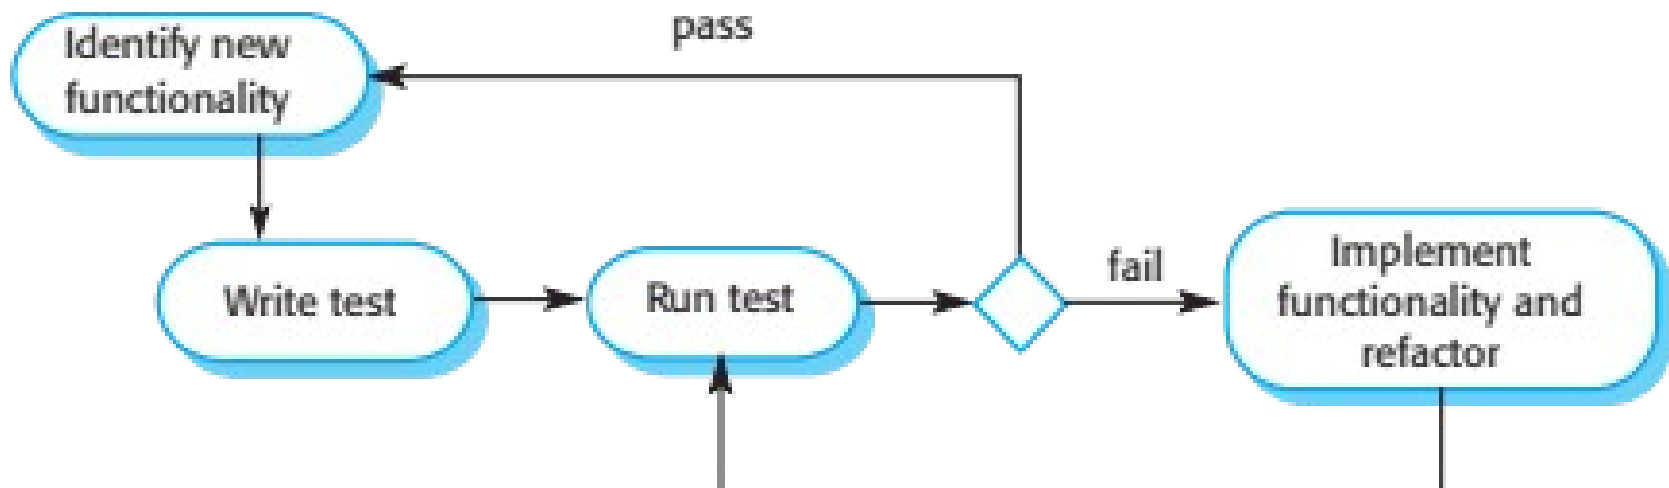 pass
Identify new
functionality
Write test
Run test
fail
Implement
functionality and
refactor